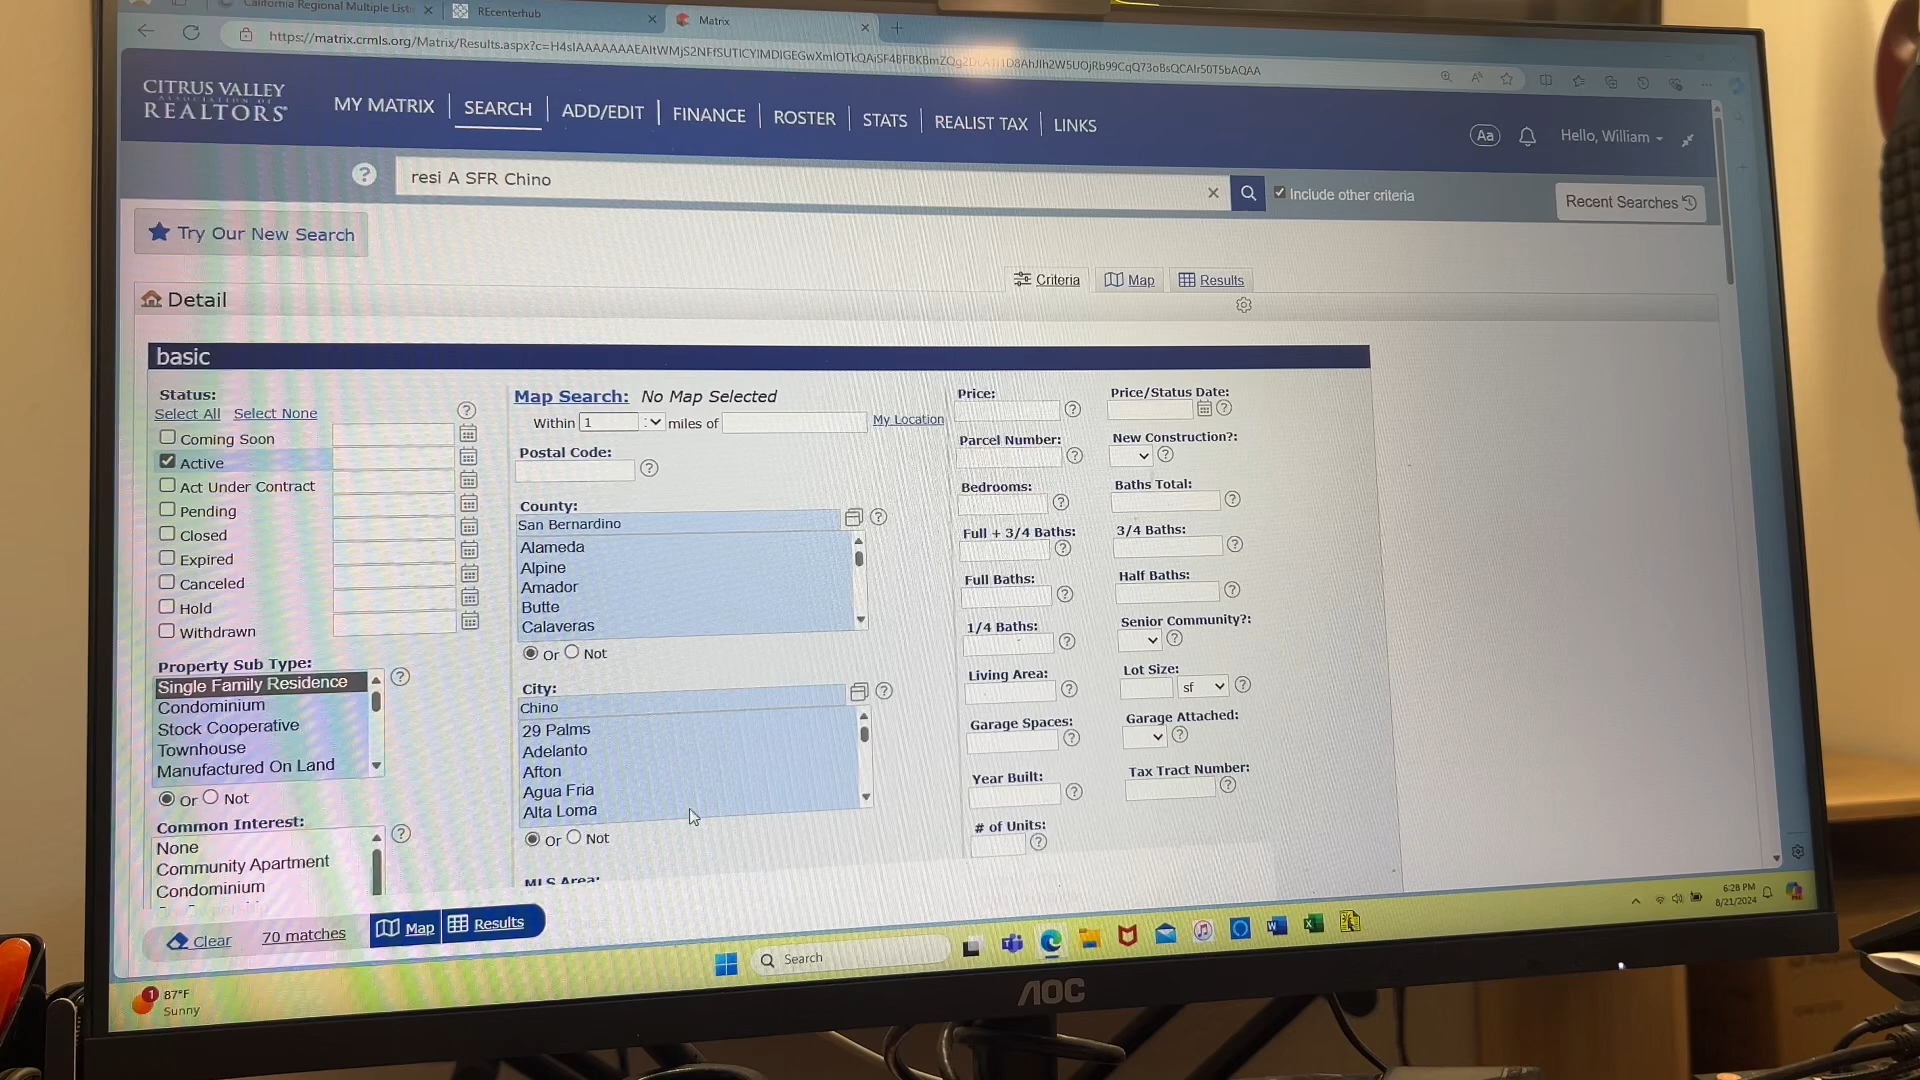 California Regional Multiple Listi
REcenterhub
Matrix
CITRUS VALLEY
ASSOCIATION OF
REALTORS®
MY MATRIX
SEARCH
ADD/EDIT
FINANCE
ROSTER
STATS
REALIST TAX
LINKS
Aa
Hello, William
resi A SFR Chino
Include other criteria
Recent Searches
Try Our New Search
Criteria
Map
Results
Detail
basic
Status:
Select All Select None
Coming Soon
Active
Act Under Contract
Pending
Closed
Expired
Canceled
Hold
Withdrawn
Property Sub Type:
Single Family Residence
Condominium
Stock Cooperative
Townhouse
Manufactured On Land
Or Not
Common Interest:
None
Community Apartment
Condominium
Map Search: No Map Selected
Within 1 miles of
My Location
Postal Code:
County:
San Bernardino
Alameda
Alpine
Amador
Butte
Calaveras
Or Not
City:
Chino
29 Palms
Adelanto
Afton
Agua Fria
Alta Loma
Or Not
MLS Area:
Price:
Parcel Number:
Bedrooms:
Full + 3/4 Baths:
Full Baths:
1/4 Baths:
Living Area:
Garage Spaces:
Year Built:
# of Units:
Price/Status Date:
New Construction?:
Baths Total:
3/4 Baths:
Half Baths:
Senior Community?:
Lot Size:
sf
Garage Attached:
Tax Tract Number:
Clear
70 matches
Map
Results
1
87°F
Sunny
Search
6:28 PM
8/21/2024
AOC